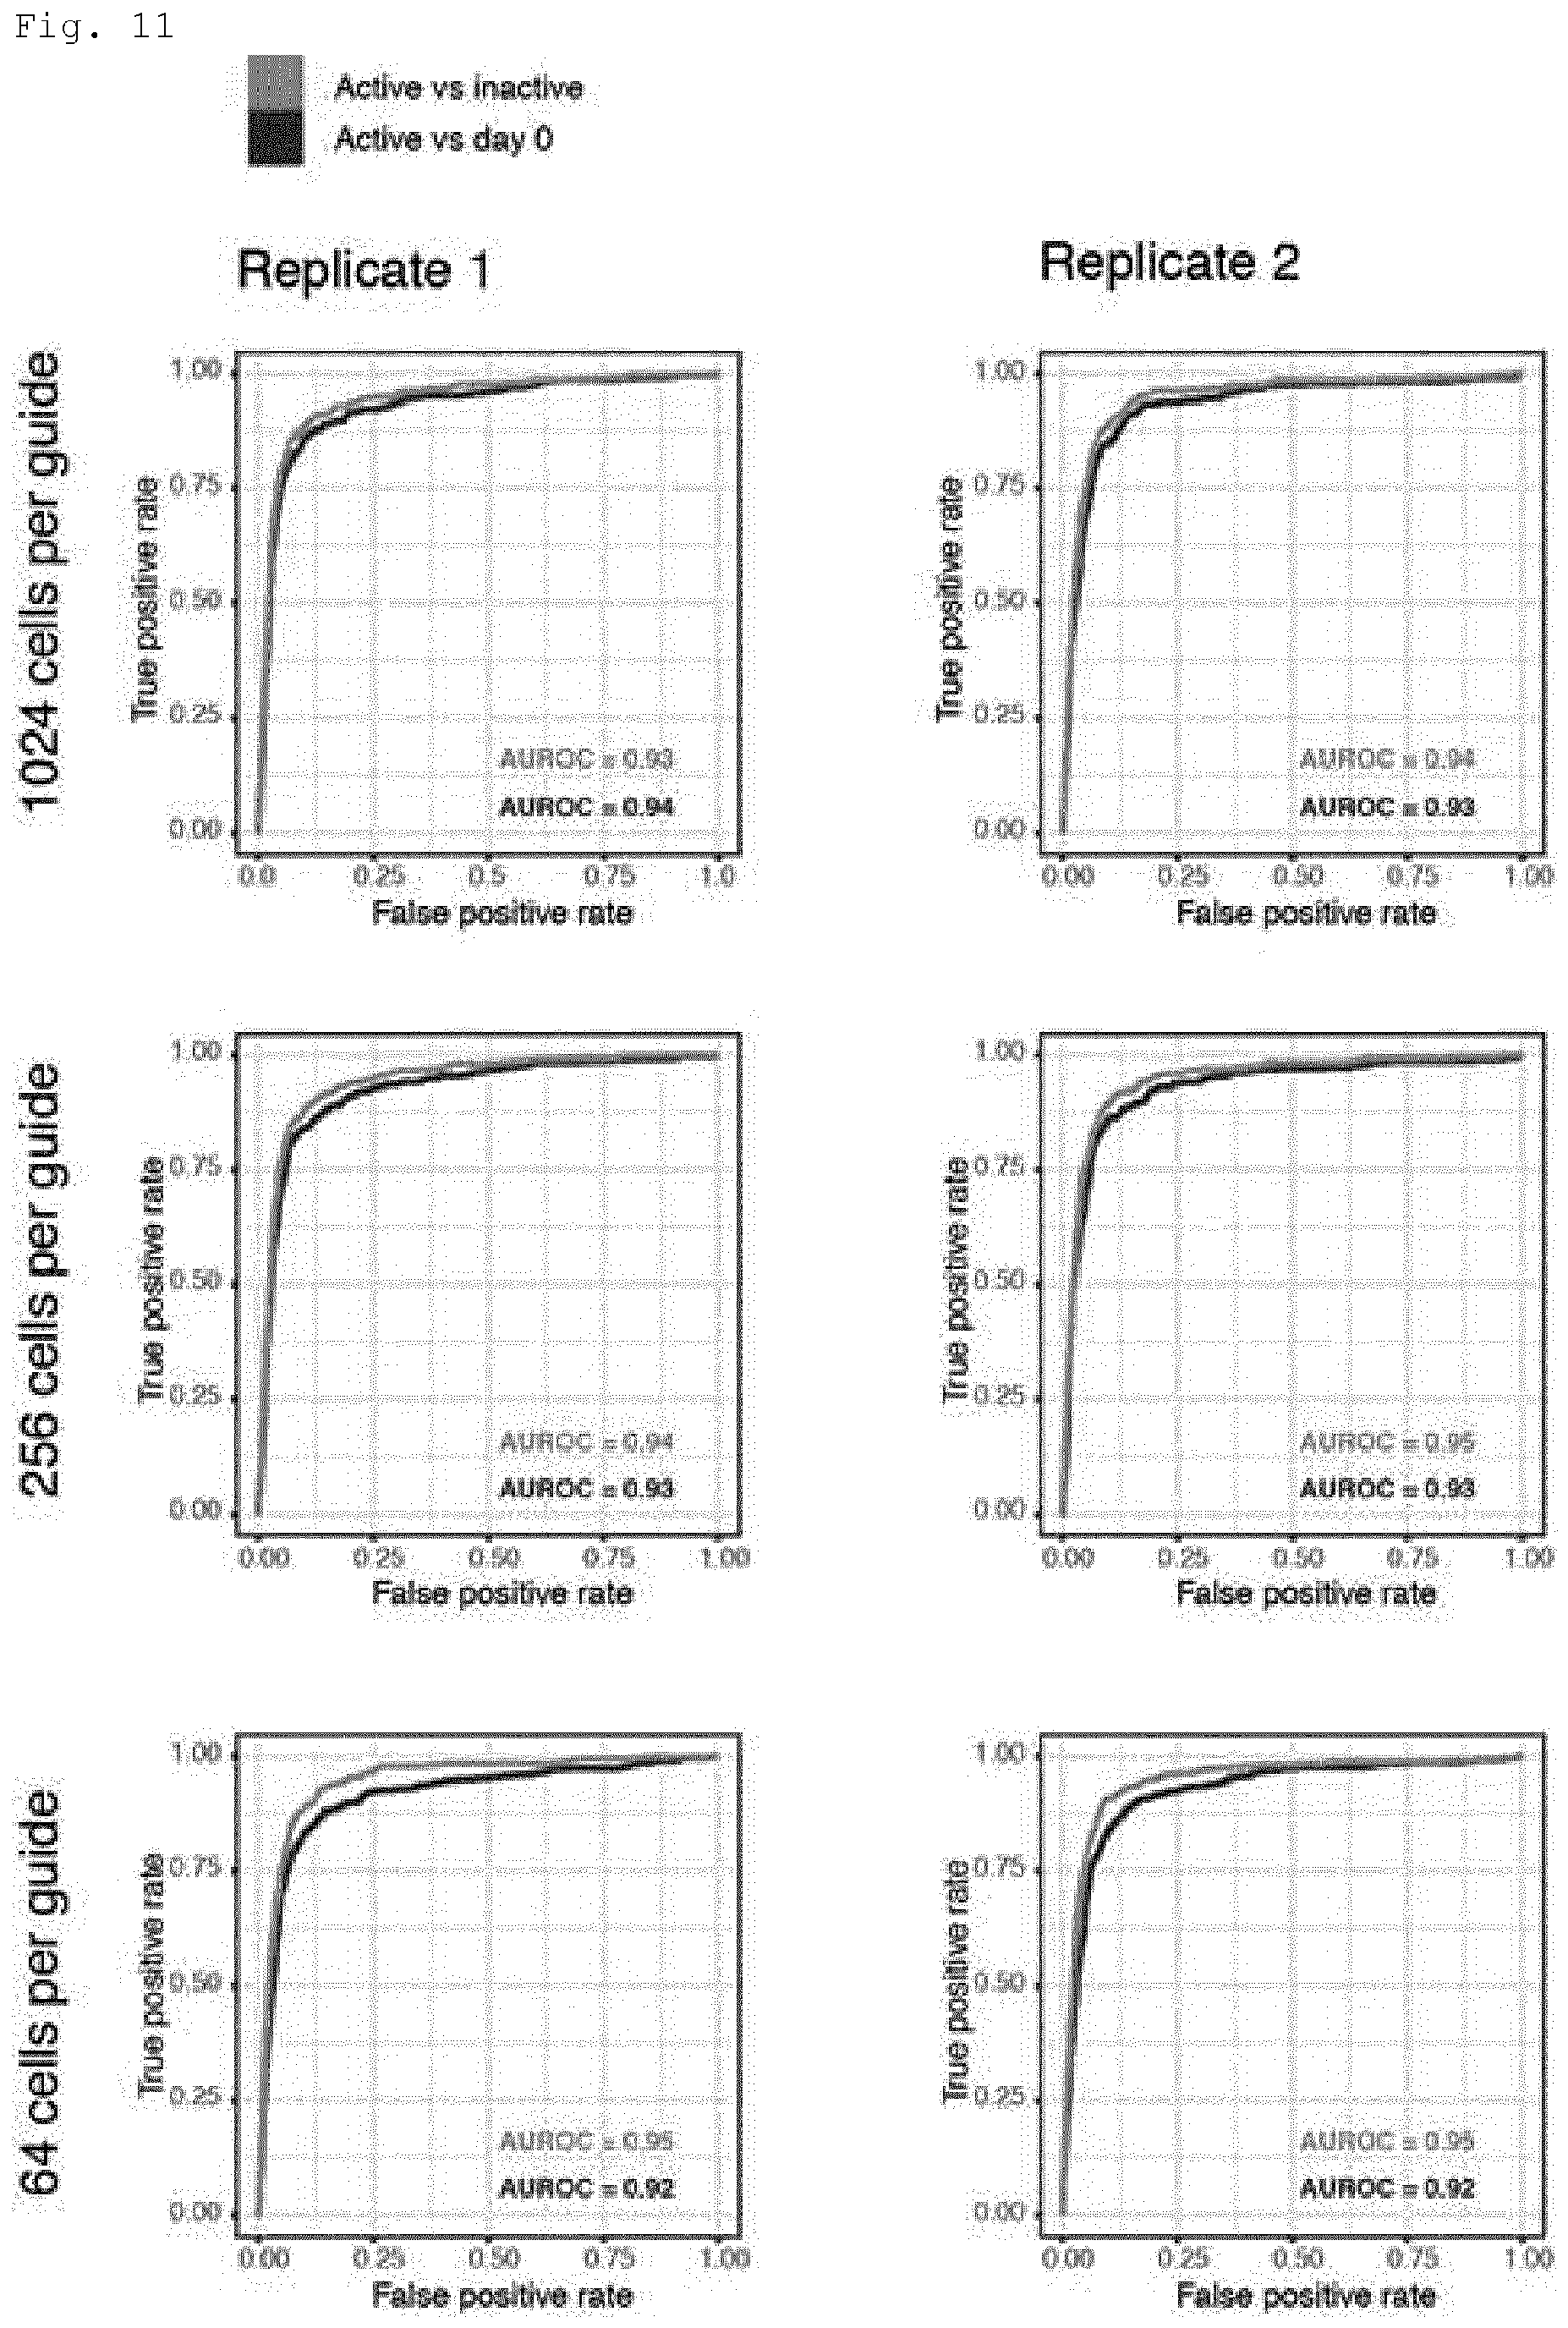 Fig. 11
Active vs inactive
Active vs day 0
Replicate 1
Replicate 2
1024 cells per guide
True positive rate
1.00
0.75
0.50
0.25
0.00
AUROC = 0.93
AUROC = 0.94
0.0 0.25 0.5 0.75 1.0
False positive rate
True positive rate
1.00
0.75
0.50
0.25
0.00
AUROC = 0.94
AUROC = 0.93
0.00 0.25 0.50 0.75 1.00
False positive rate
256 cells per guide
True positive rate
1.00
0.75
0.50
0.25
0.00
AUROC = 0.94
AUROC = 0.93
0.00 0.25 0.50 0.75 1.00
False positive rate
True positive rate
1.00
0.75
0.50
0.25
0.00
AUROC = 0.95
AUROC = 0.93
0.00 0.25 0.50 0.75 1.00
False positive rate
64 cells per guide
True positive rate
1.00
0.75
0.50
0.25
0.00
AUROC = 0.95
AUROC = 0.92
0.00 0.25 0.50 0.75 1.00
False positive rate
True positive rate
1.00
0.75
0.50
0.25
0.00
AUROC = 0.95
AUROC = 0.92
0.00 0.25 0.50 0.75 1.00
False positive rate